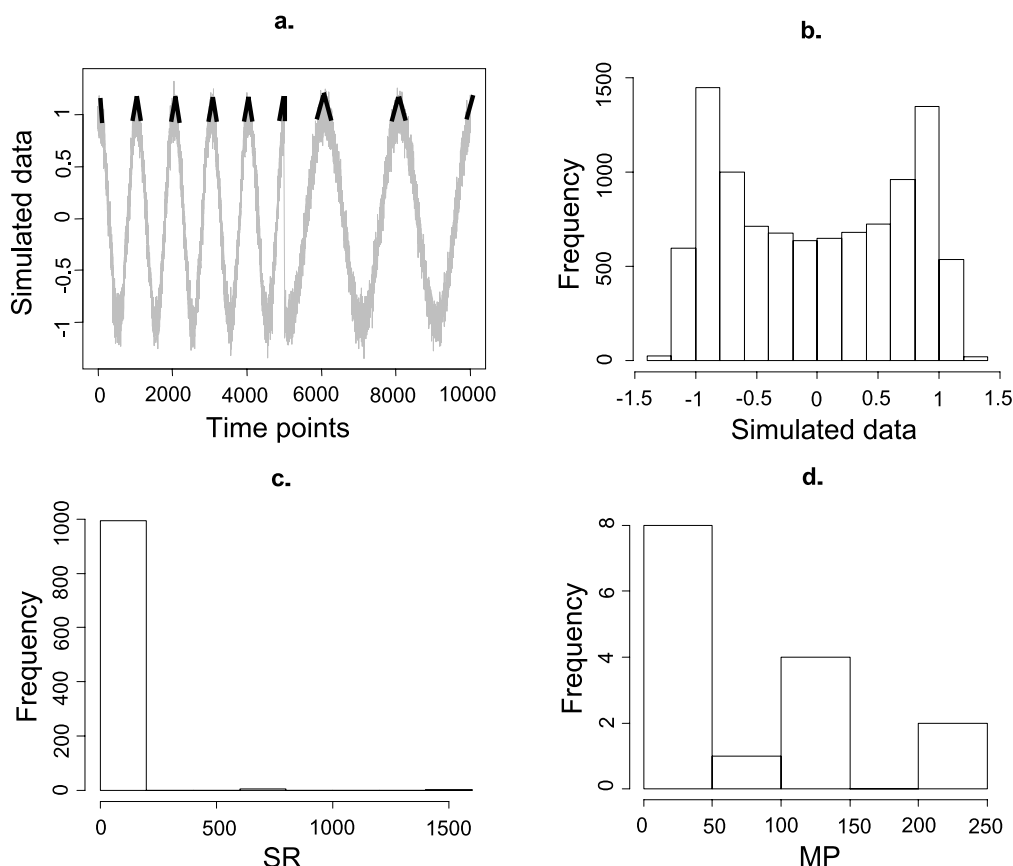 a.
1
0.5
0
-0.5
-1
Simulated data
0 2000 4000 6000 8000 10000
Time points
b.
1500
1000
500
0
Frequency
-1.5 -1 -0.5 0 0.5 1 1.5
Simulated data
c.
1000
800
600
400
200
0
Frequency
0 500 1000 1500
SR
d.
8
6
4
2
0
Frequency
0 50 100 150 200 250
MP